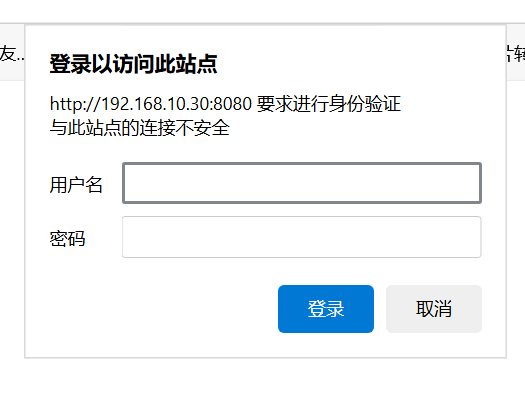 友..
片转
登录以访问此站点
http://192.168.10.30:8080 要求进行身份验证
与此站点的连接不安全
用户名
密码
登录
取消